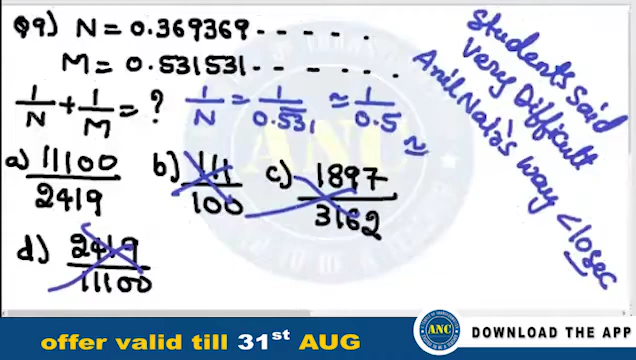 Q9) N = 0.369369- - - - - .
M = 0.531531- - - - - - .
1/N + 1/M = ?
1/N = 1/0.531 ≈ 1/0.5
≈
a) 11100/2419
b) 111/100
c) 1897/3162
d) 2419/11100
Students said
Very Difficult
Anil Nair's way <10sec
ANC
offer valid till 31st AUG
ANC
DOWNLOAD THE APP